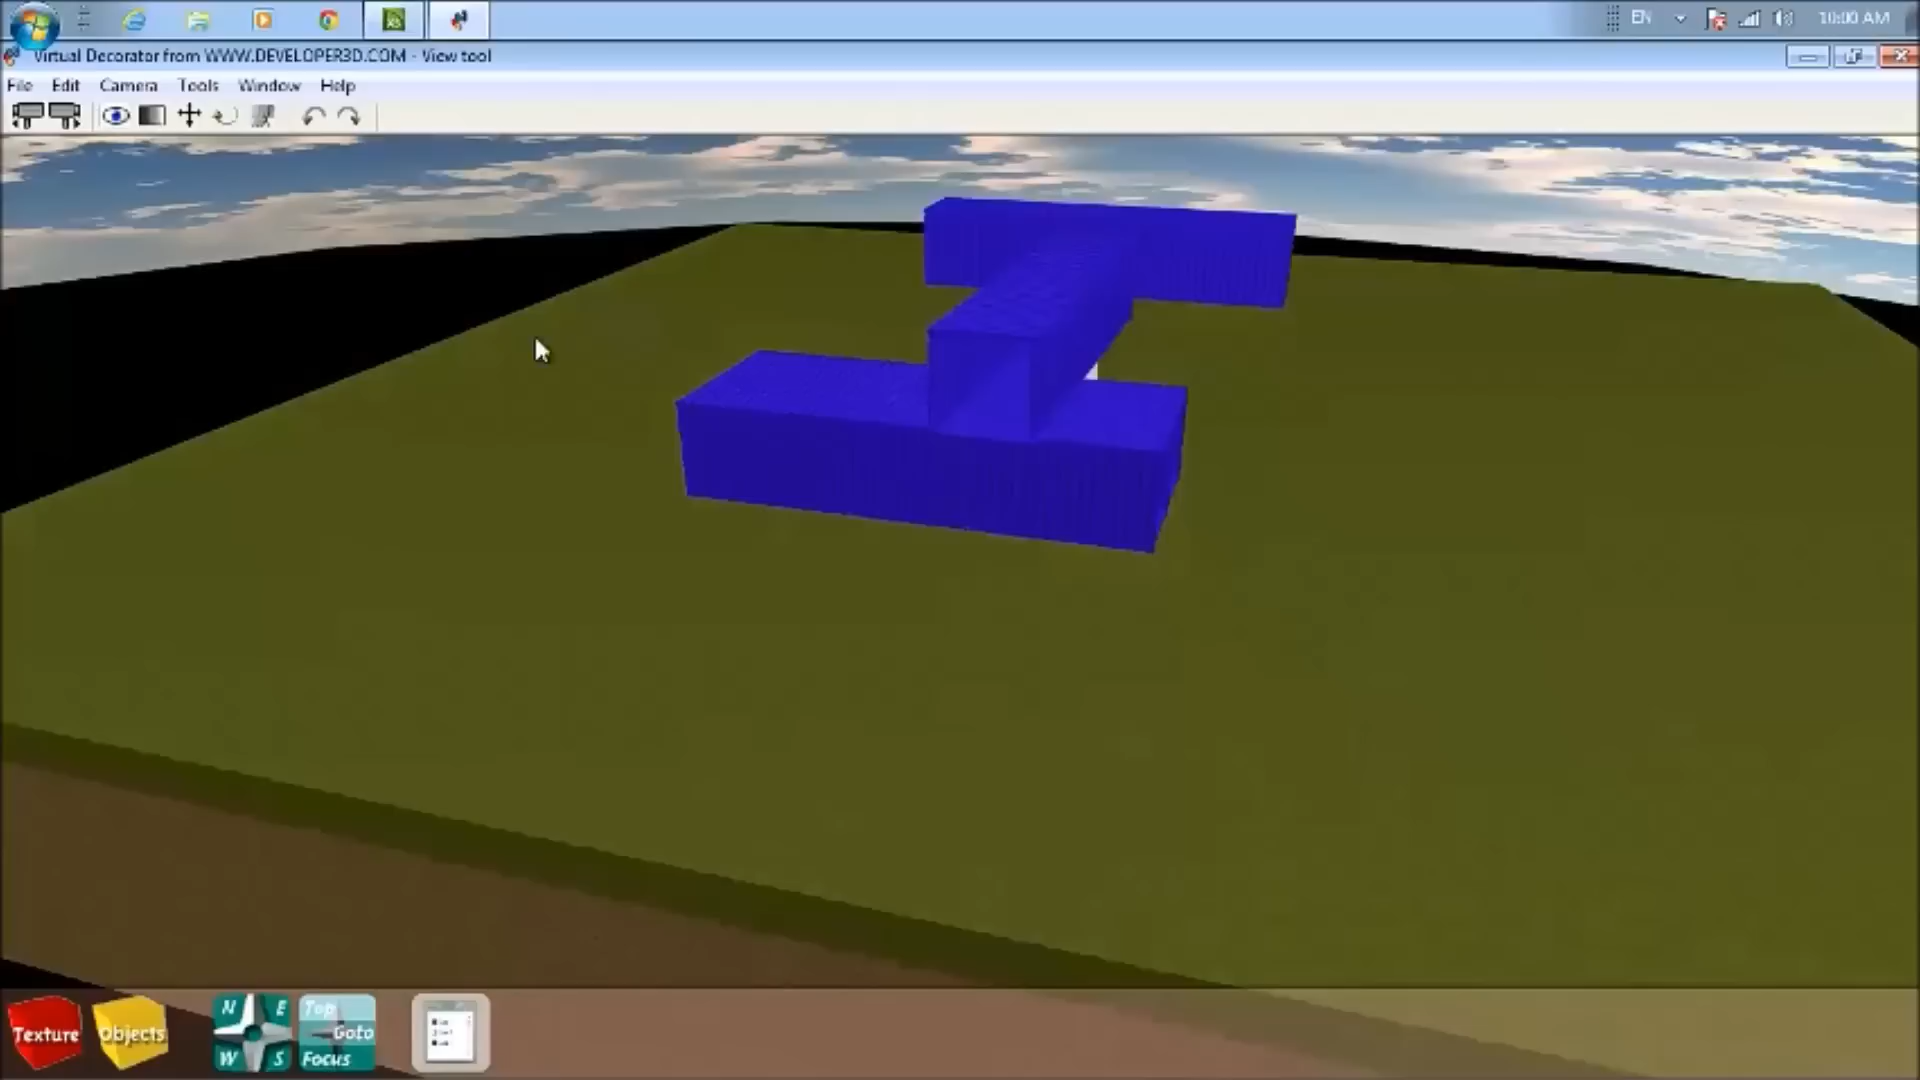 EN 10:00 AM
Virtual Decorator from WWW.DEVELOPER3D.COM - View tool
File Edit Camera Tools Window Help
Texture Objects N E W S Top Goto Focus